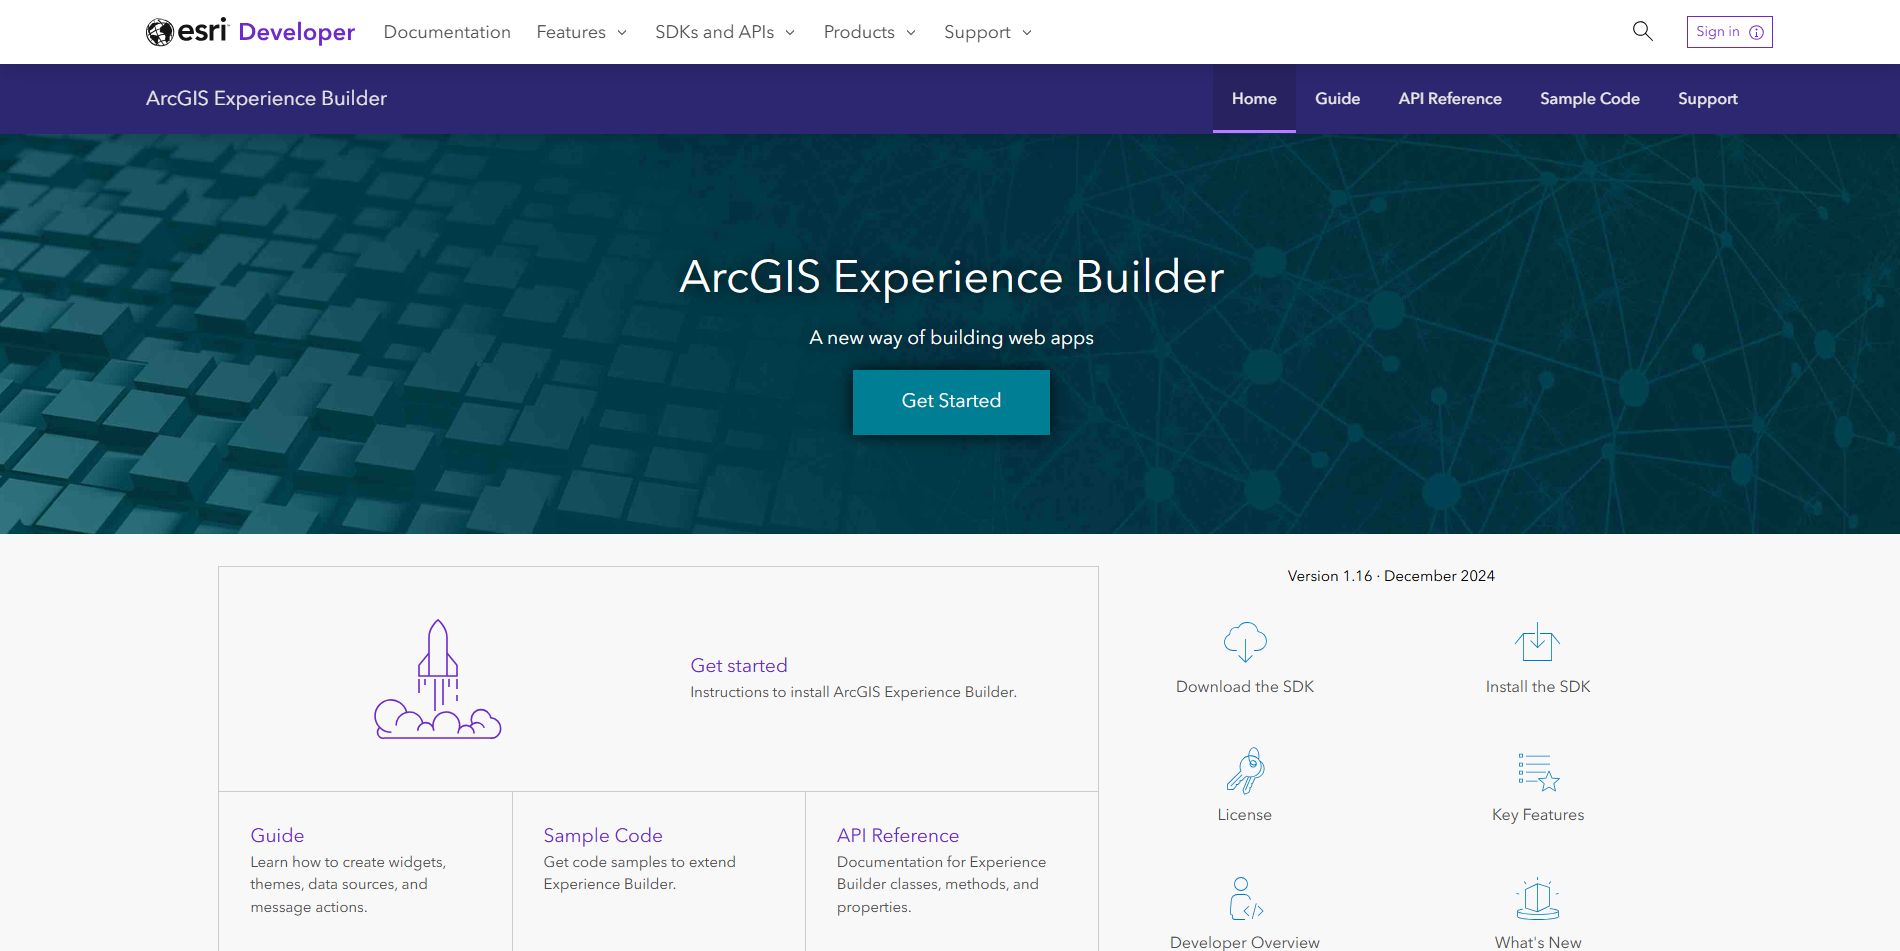 esri Developer
Documentation
Features
SDKs and APIs
Products
Support
Sign in
ArcGIS Experience Builder
Home
Guide
API Reference
Sample Code
Support
ArcGIS Experience Builder
A new way of building web apps
Get Started
Get started
Instructions to install ArcGIS Experience Builder.
Guide
Learn how to create widgets,
themes, data sources, and
message actions.
Sample Code
Get code samples to extend
Experience Builder.
API Reference
Documentation for Experience
Builder classes, methods, and
properties.
Version 1.16 · December 2024
Download the SDK
Install the SDK
License
Key Features
Developer Overview
What's New